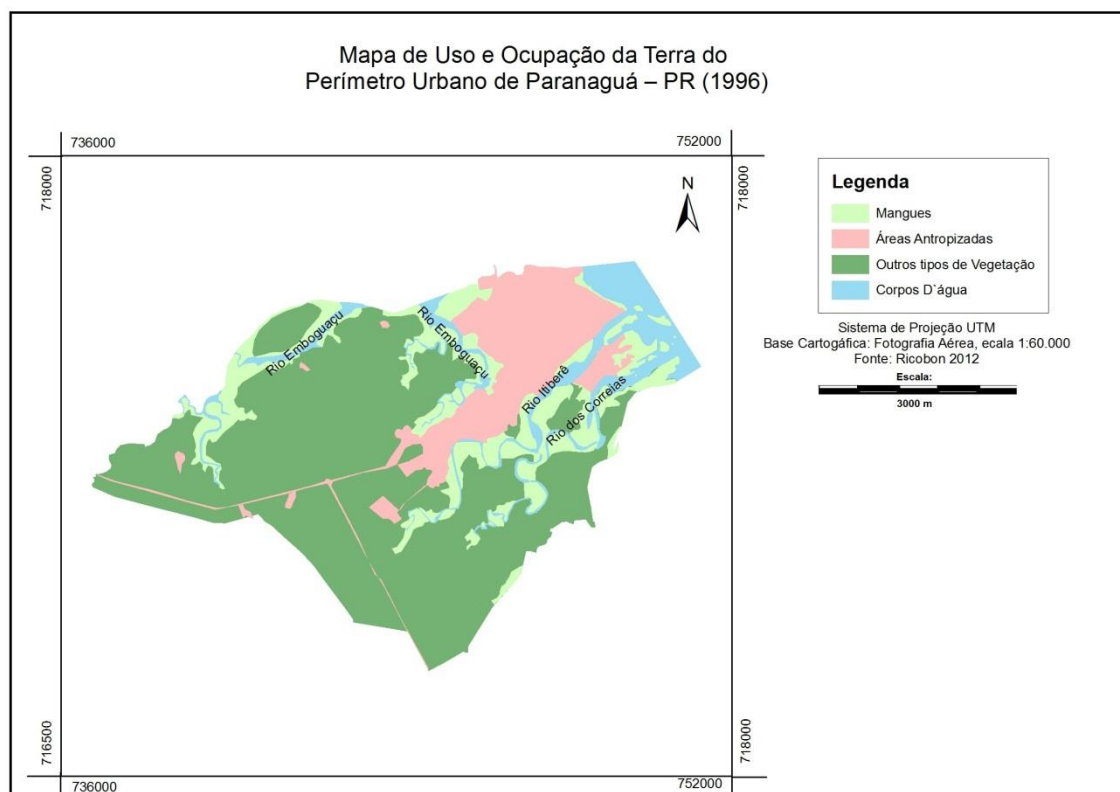 Mapa de Uso e Ocupação da Terra do
Perímetro Urbano de Paranaguá – PR (1996)
736000
752000
718000
718000
N
Legenda
Mangues
Áreas Antropizadas
Outros tipos de Vegetação
Corpos D`água
Sistema de Projeção UTM
Base Cartogáfica: Fotografia Aérea, ecala 1:60.000
Fonte: Ricobon 2012
Escala:
3000 m
Rio Emboguaçu
Rio Emboguaçu
Rio Itiberê
Rio dos Correias
716500
718000
736000
752000